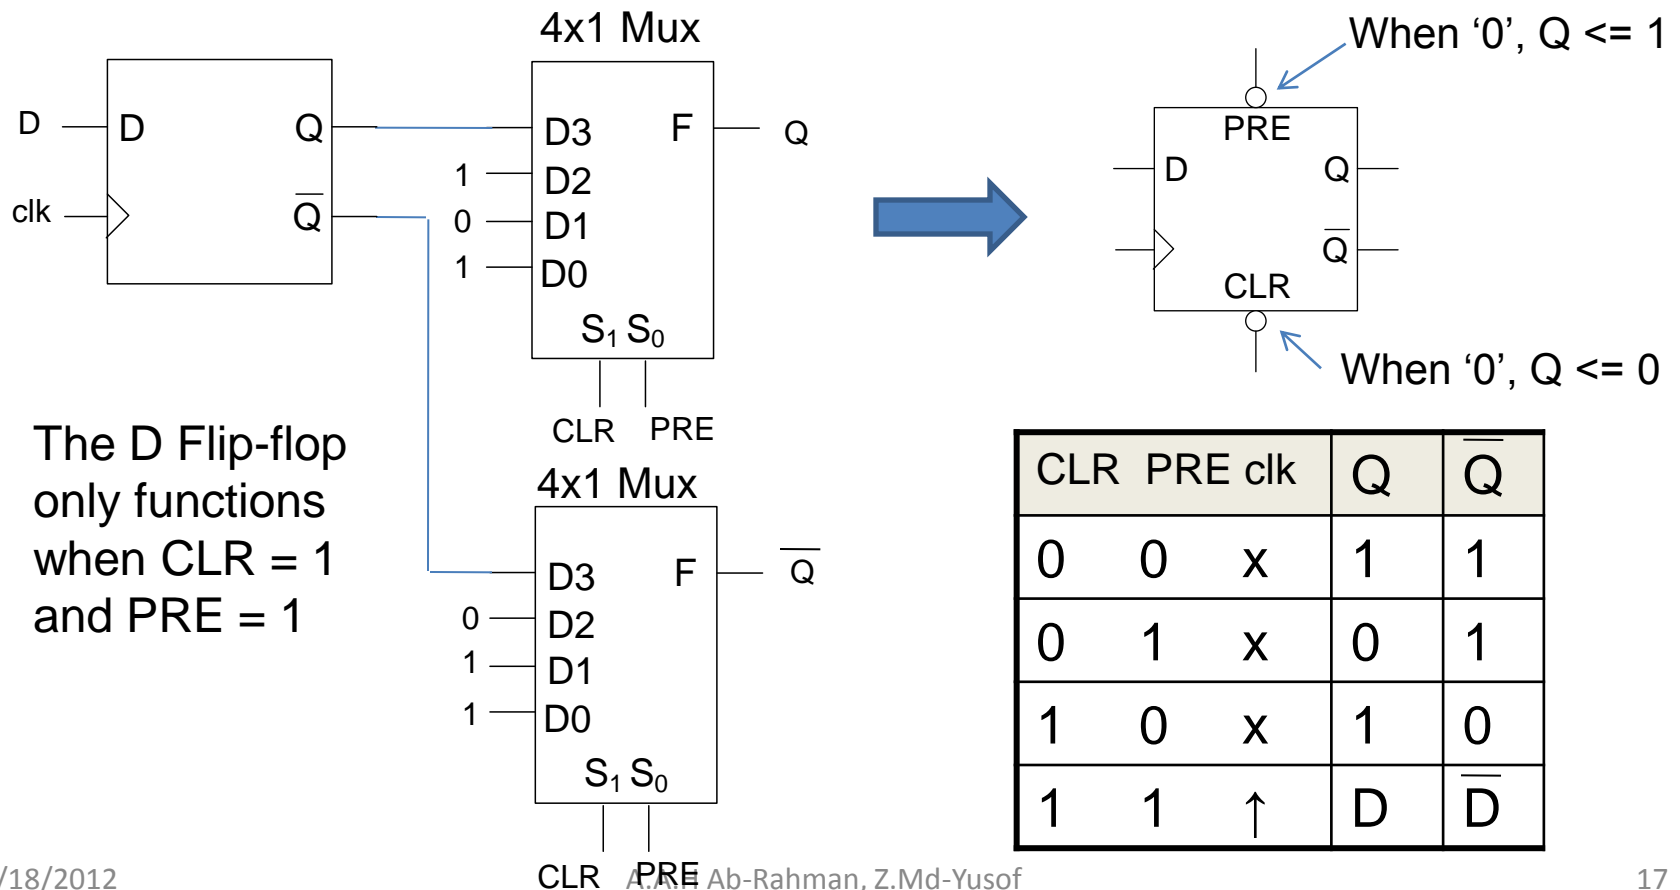 4x1 Mux
D
clk
D
Q
Q̅
D3
D2
D1
D0
F
Q
1
0
1
S₁ S₀
CLR PRE
The D Flip-flop
only functions
when CLR = 1
and PRE = 1
4x1 Mux
D3
D2
D1
D0
F
Q̅
0
1
1
S₁ S₀
CLR PRE
When ‘0’, Q <= 1
PRE
D
Q
Q̅
CLR
When ‘0’, Q <= 0
CLR PRE clk Q Q̅
0 0 x 1 1
0 1 x 0 1
1 0 x 1 0
1 1 ↑ D D̅
/18/2012
Ab-Rahman, Z.Md-Yusof
17